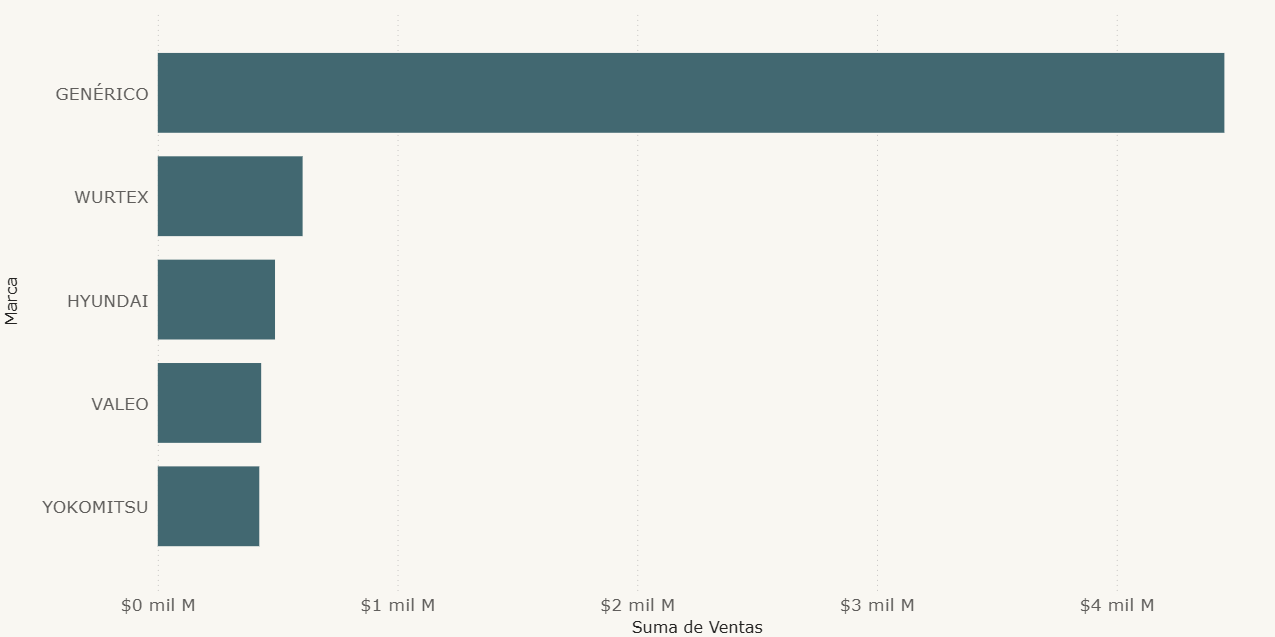 GENÉRICO
WURTEX
HYUNDAI
VALEO
YOKOMITSU
Marca
$0 mil M $1 mil M $2 mil M $3 mil M $4 mil M
Suma de Ventas